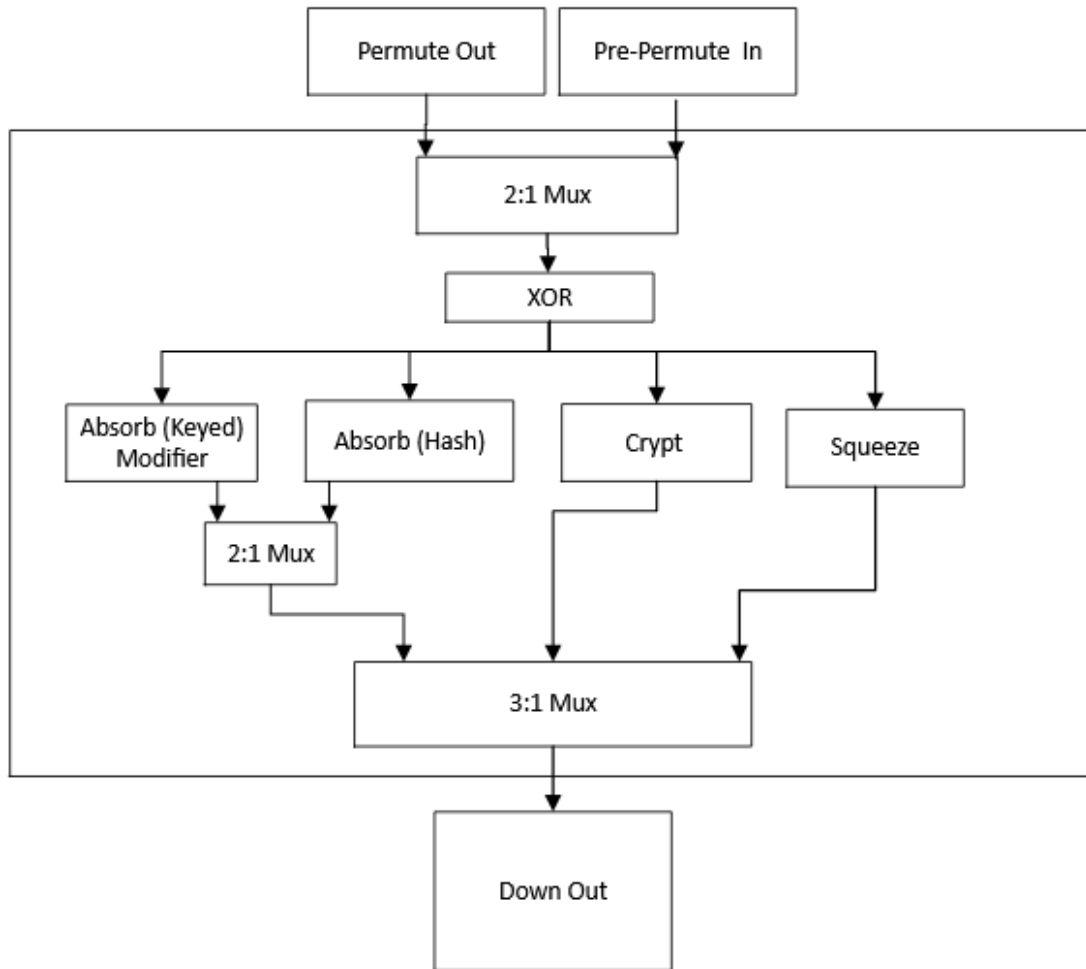 Permute Out
Pre-Permute In
2:1 Mux
XOR
Absorb (Keyed)
Modifier
Absorb (Hash)
Crypt
Squeeze
2:1 Mux
3:1 Mux
Down Out